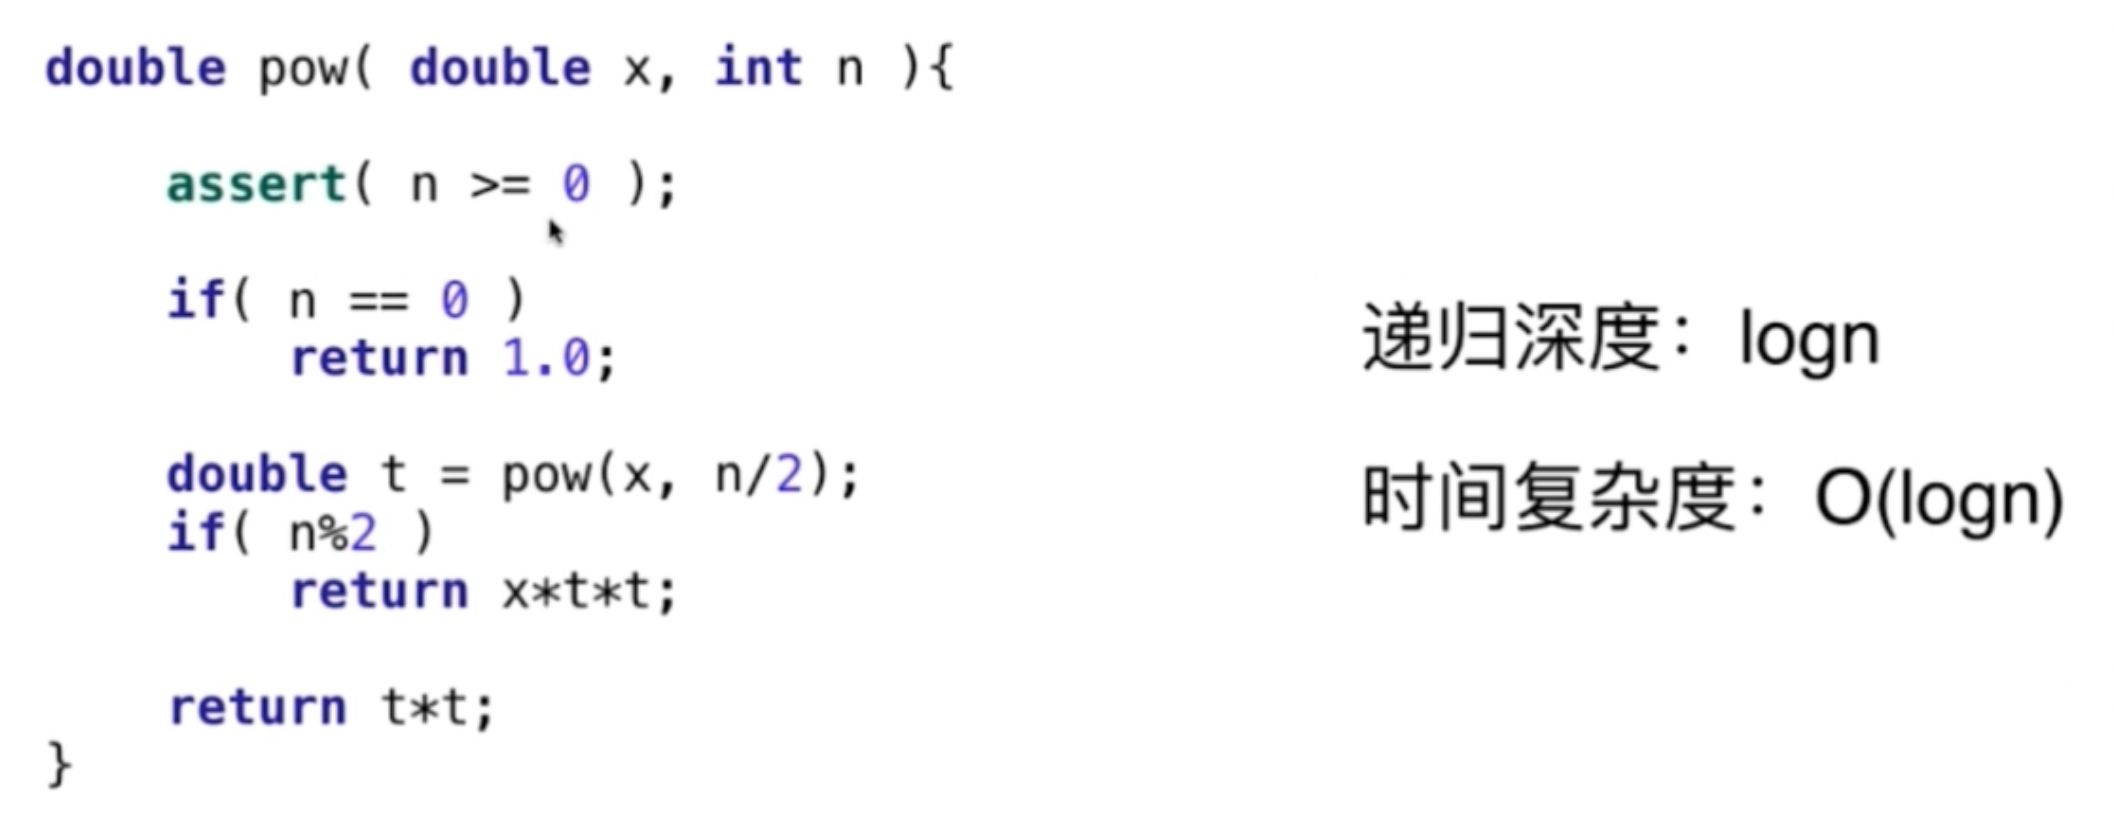 double pow( double x, int n ){
assert( n >= 0 );
if( n == 0 )
return 1.0;
double t = pow(x, n/2);
if( n%2 )
return x*t*t;
return t*t;
}
递归深度：logn
时间复杂度：O(logn)